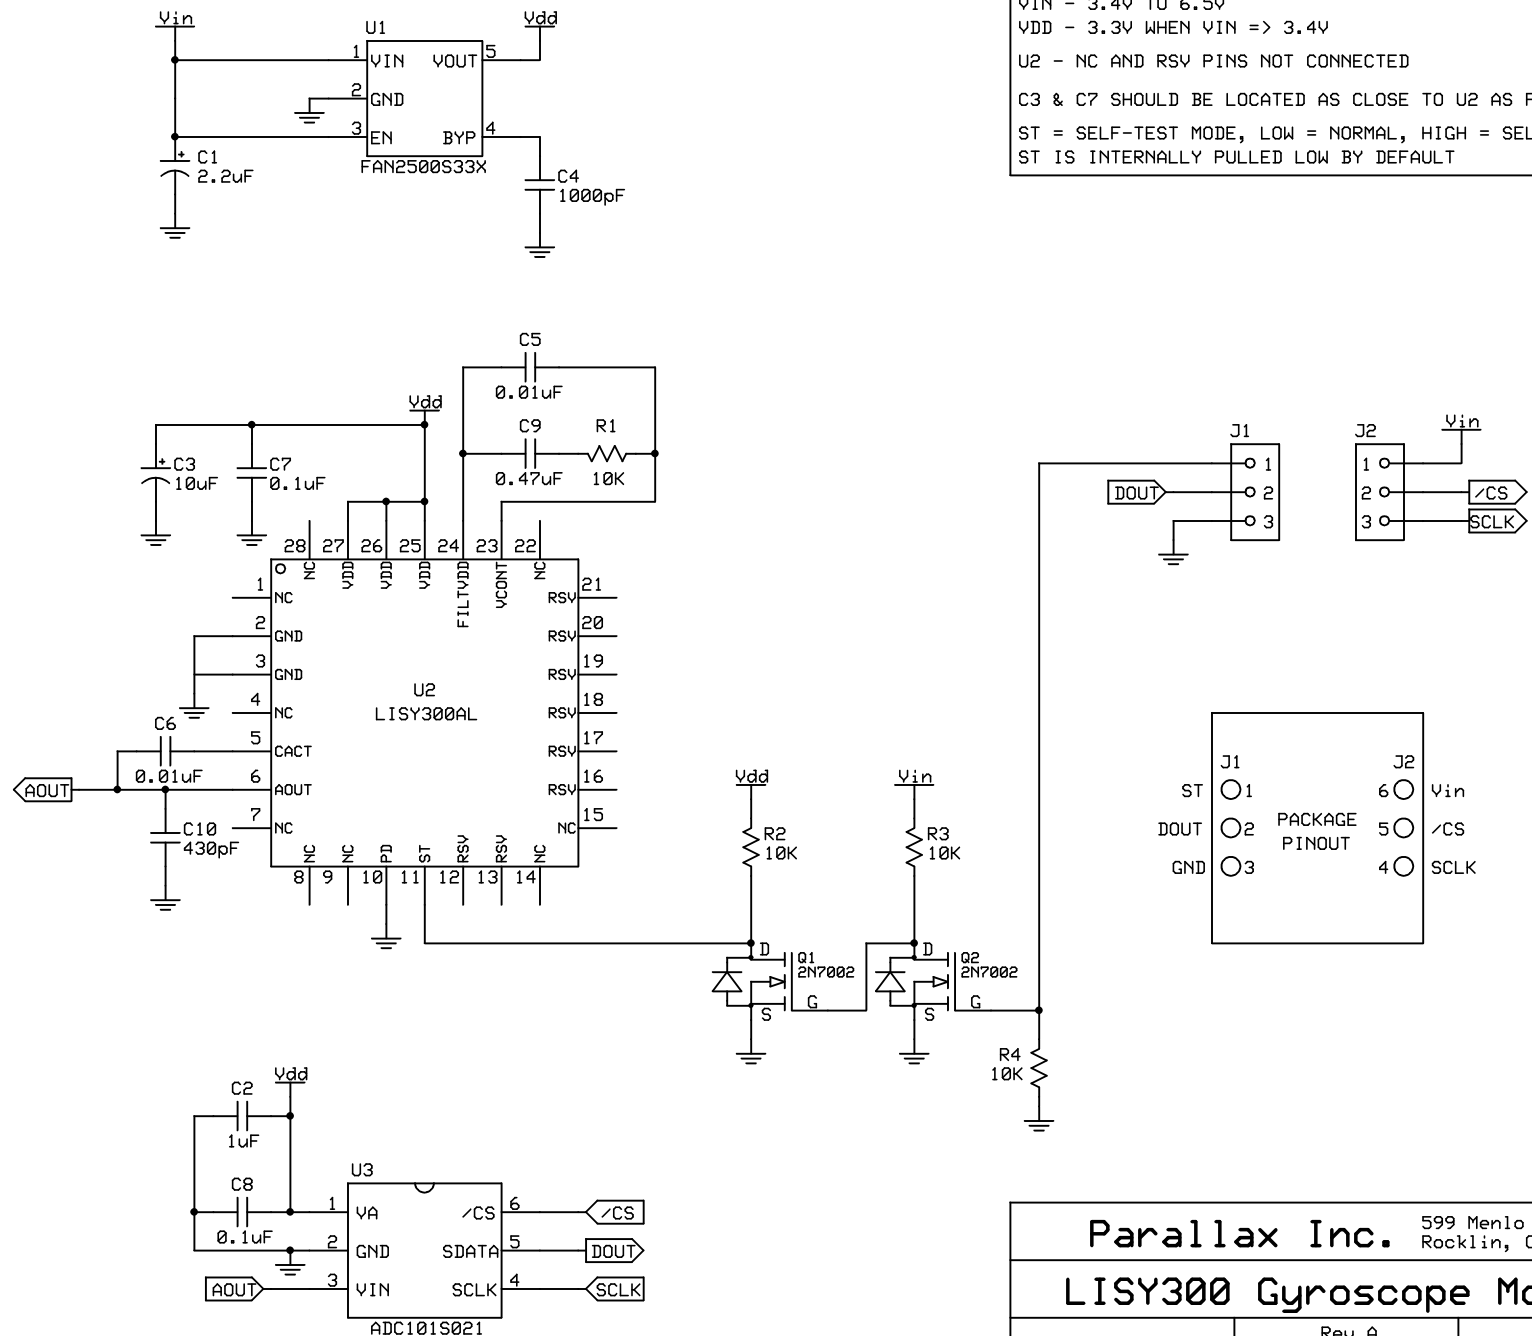 Vin
Vdd
U1
1 VIN VOUT 5
2 GND
3 EN BYP 4
FAN2500S33X
C1
2.2uF
C4
1000pF
VIN - 3.4V TO 6.5V
VDD - 3.3V WHEN VIN => 3.4V
U2 - NC AND RSV PINS NOT CONNECTED
C3 & C7 SHOULD BE LOCATED AS CLOSE TO U2 AS
ST = SELF-TEST MODE, LOW = NORMAL, HIGH =
ST IS INTERNALLY PULLED LOW BY DEFAULT
C5
0.01uF
Vdd
C9
0.47uF
R1
10K
C3
10uF
C7
0.1uF
28 27 26 25 24 23 22
NC VDD VDD VDD FILTVDD VCONT NC
1 NC
2 GND
3 GND
4 NC
5 CACT
6 AOUT
7 NC
RSV 21
RSV 20
RSV 19
RSV 18
RSV 17
RSV 16
NC 15
U2
LISY300AL
NC NC PD ST RSV RSV NC
8 9 10 11 12 13 14
C6
0.01uF
AOUT
C10
430pF
J1
1
DOUT 2
3
J2
Vin
1
2 /CS
3 SCLK
J1 J2
ST 1 6 Vin
DOUT 2 5 /CS
GND 3 4 SCLK
PACKAGE
PINOUT
Vdd
R2
10K
Vin
R3
10K
D
Q1
2N7002
G
S
D
Q2
2N7002
G
S
R4
10K
Vdd
C2
1uF
C8
0.1uF
U3
1 VA /CS 6 /CS
2 GND SDATA 5 DOUT
AOUT 3 VIN SCLK 4 SCLK
ADC101S021
Parallax Inc.
599 Menlo
Rocklin,
LISY300 Gyroscope
Rev A